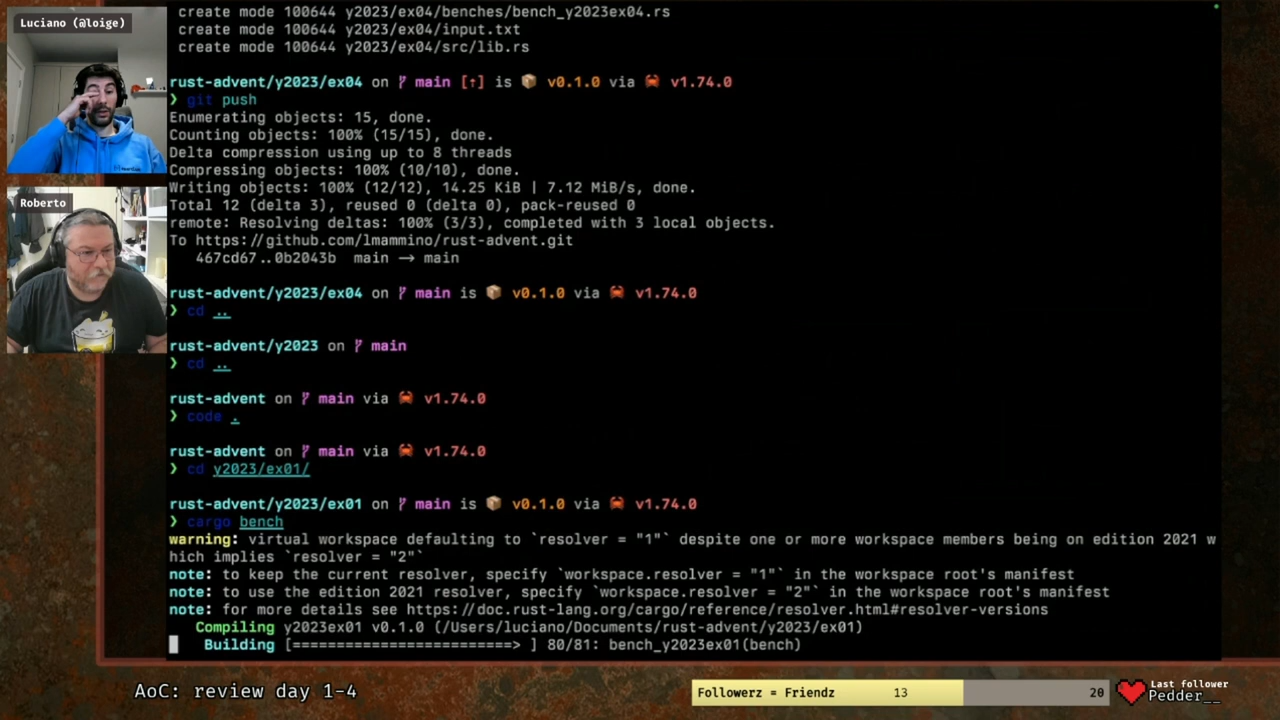 Luciano (@loige)
Roberto
create mode 100644 y2023/ex04/benches/bench_y2023ex04.rs
create mode 100644 y2023/ex04/input.txt
create mode 100644 y2023/ex04/src/lib.rs
rust-advent/y2023/ex04 on main [↑] is 📦 v0.1.0 via 🦀 v1.74.0
❯ git push
Enumerating objects: 15, done.
Counting objects: 100% (15/15), done.
Delta compression using up to 8 threads
Compressing objects: 100% (10/10), done.
Writing objects: 100% (12/12), 14.25 KiB | 7.12 MiB/s, done.
Total 12 (delta 3), reused 0 (delta 0), pack-reused 0
remote: Resolving deltas: 100% (3/3), completed with 3 local objects.
To https://github.com/lmammino/rust-advent.git
467cd67..0b2043b main -> main
rust-advent/y2023/ex04 on main is 📦 v0.1.0 via 🦀 v1.74.0
❯ cd ..
rust-advent/y2023 on main
❯ cd ..
rust-advent on main via 🦀 v1.74.0
❯ code .
rust-advent on main via 🦀 v1.74.0
❯ cd y2023/ex01/
rust-advent/y2023/ex01 on main is 📦 v0.1.0 via 🦀 v1.74.0
❯ cargo bench
warning: virtual workspace defaulting to `resolver = "1"` despite one or more workspace members being on edition 2021 w
hich implies `resolver = "2"`
note: to keep the current resolver, specify `workspace.resolver = "1"` in the workspace root's manifest
note: to use the edition 2021 resolver, specify `workspace.resolver = "2"` in the workspace root's manifest
note: for more details see https://doc.rust-lang.org/cargo/reference/resolver.html#resolver-versions
Compiling y2023ex01 v0.1.0 (/Users/luciano/Documents/rust-advent/y2023/ex01)
Building [=========================> ] 80/81: bench_y2023ex01(bench)
AoC: review day 1-4
Followerz = Friendz 13 20
Last follower
Pedder__